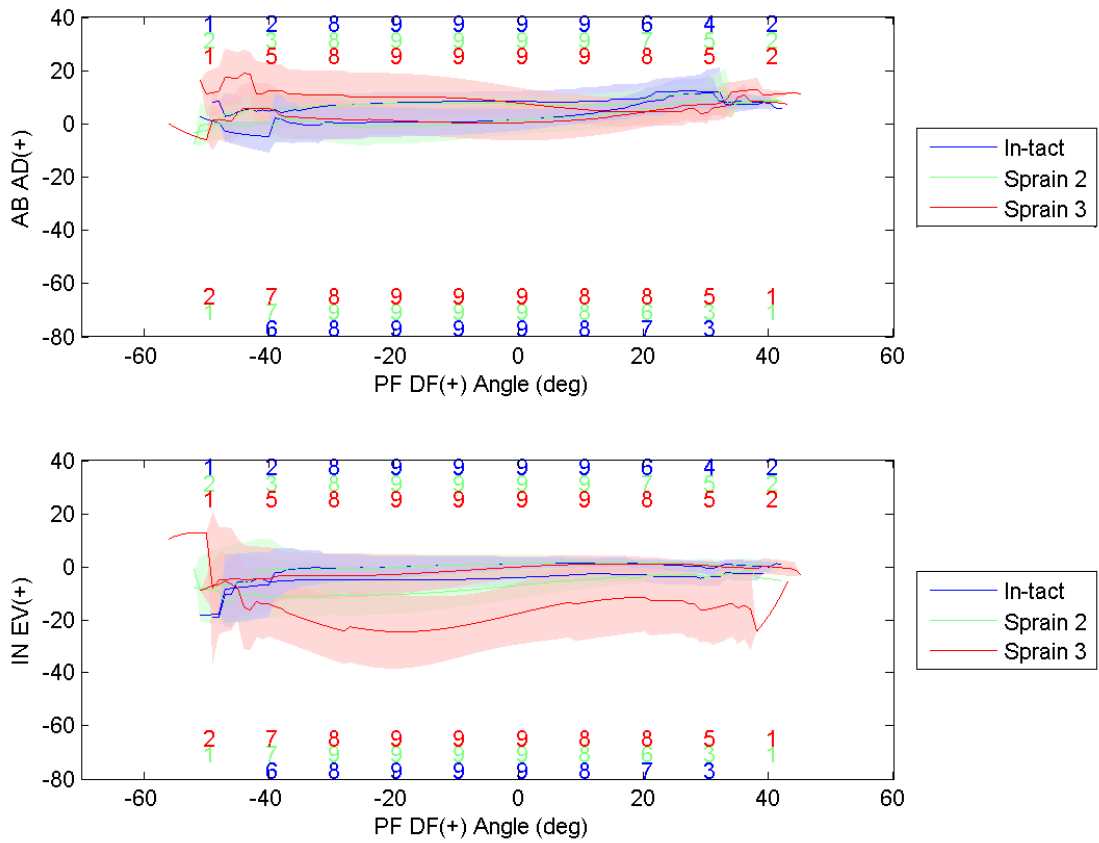 40
1 2 8 9 9 9 9 6 4 2
2 3 8 9 9 9 9 7 5 2
1 5 8 9 9 9 9 8 5 2
20
0
-20
-40
-60
-80
AB AD(+)
2 7 8 9 9 9 8 8 5 1
1 7 9 9 9 9 8 6 3 1
6 8 9 9 9 8 7 3
-60 -40 -20 0 20 40 60
PF DF(+) Angle (deg)
In-tact
Sprain 2
Sprain 3
40
1 2 8 9 9 9 9 6 4 2
2 3 8 9 9 9 9 7 5 2
1 5 8 9 9 9 9 8 5 2
20
0
-20
-40
-60
-80
IN EV(+)
2 7 8 9 9 9 8 8 5 1
1 7 9 9 9 9 8 6 3 1
6 8 9 9 9 8 7 3
-60 -40 -20 0 20 40 60
PF DF(+) Angle (deg)
In-tact
Sprain 2
Sprain 3